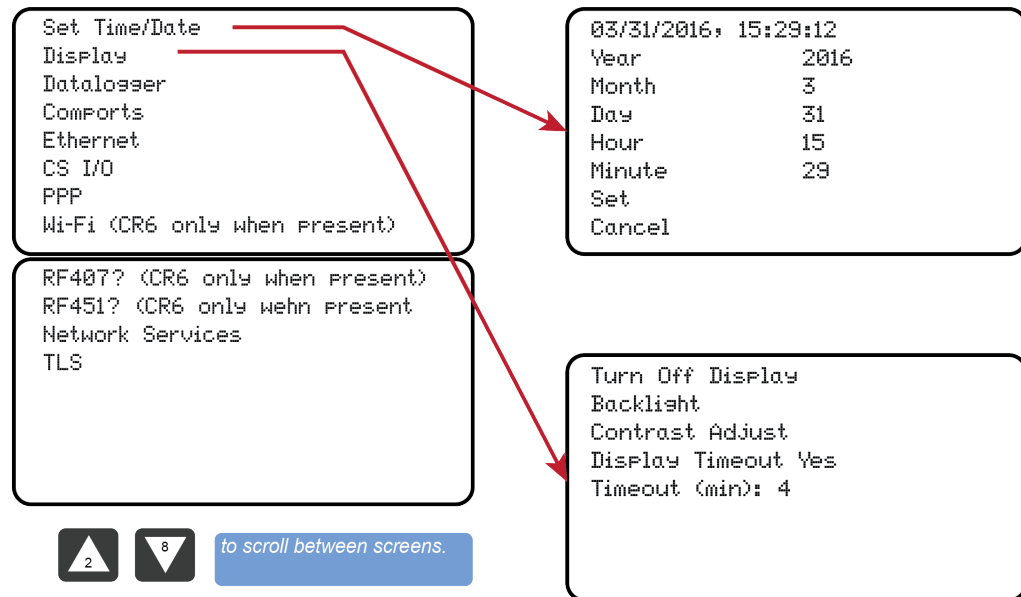 Set Time/Date
Display
Datalogger
Comports
Ethernet
CS I/O
PPP
Wi-Fi (CR6 only when present)
RF407? (CR6 only when present)
RF451? (CR6 only wehn present
Network Services
TLS
2
8
to scroll between screens.
03/31/2016, 15:29:12
Year 2016
Month 3
Day 31
Hour 15
Minute 29
Set
Cancel
Turn Off Display
Backlight
Contrast Adjust
Display Timeout Yes
Timeout (min): 4